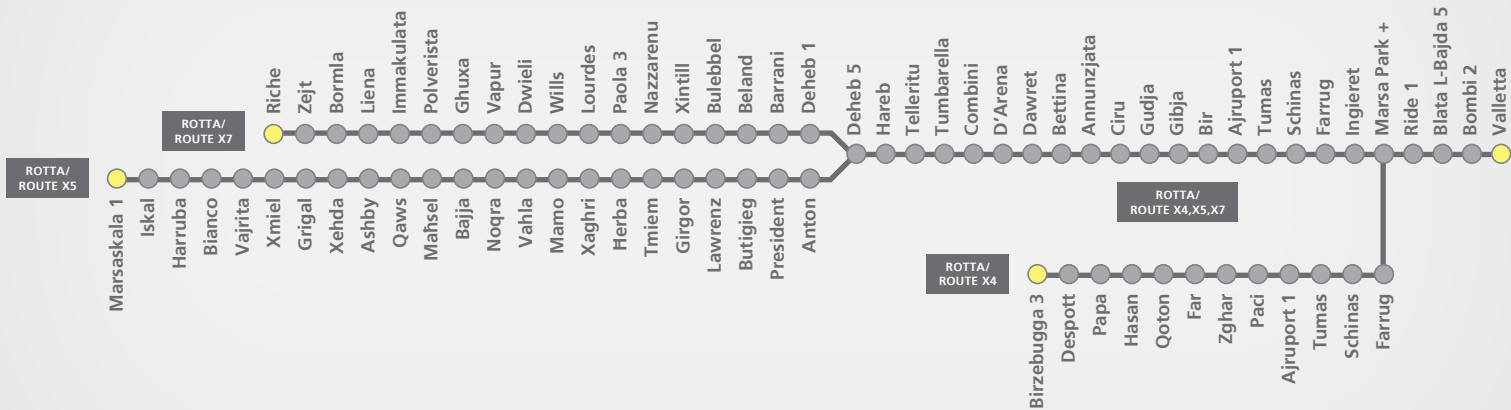 ROTTA/
ROUTE X7
Riche
Zejt
Bormla
Liena
Immakulata
Polverista
Ghuxa
Vapur
Dwieli
Wills
Lourdes
Paola 3
Nazzarenu
Xintill
Bulebbel
Beland
Barrani
Deheb 1
Deheb 5
Hareb
Telleritu
Tumbarella
Combini
D'Arena
Dawret
Bettina
Annunzjata
Ciru
Gudja
Gibja
Bir
Ajruport 1
Tumas
Schinas
Farrug
Ingieret
Marsa Park +
Ride 1
Blata L-Bajda 5
Bombi 2
Valletta
ROTTA/
ROUTE X5
Marsaskala 1
Iskal
Harruba
Bianco
Vajrita
Xmiel
Grigal
Xehda
Ashby
Qaws
Maħsel
Bajja
Noqra
Vahla
Mamo
Xaghri
Herba
Tmiem
Girgor
Lawrenz
Butigieg
President
Anton
ROTTA/
ROUTE X4,X5,X7
ROTTA/
ROUTE X4
Birzebugga 3
Despott
Papa
Hasan
Qoton
Far
Zghar
Paci
Ajruport 1
Tumas
Schinas
Farrug